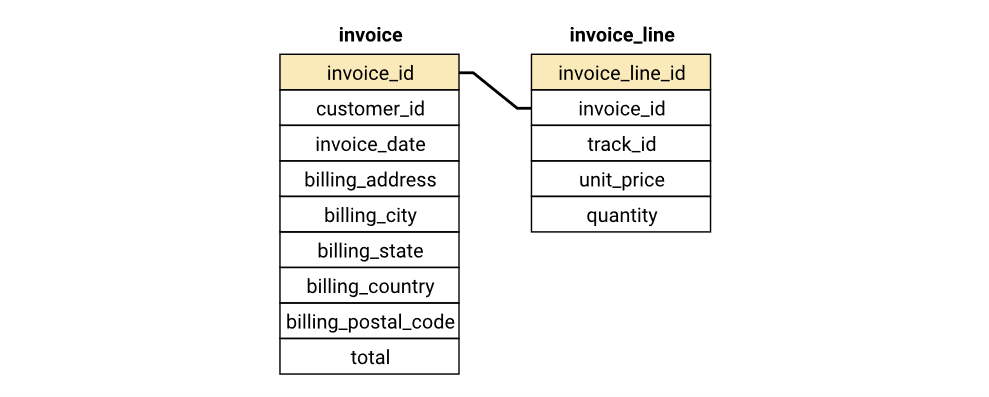 invoice
invoice_id
customer_id
invoice_date
billing_address
billing_city
billing_state
billing_country
billing_postal_code
total
invoice_line
invoice_line_id
invoice_id
track_id
unit_price
quantity